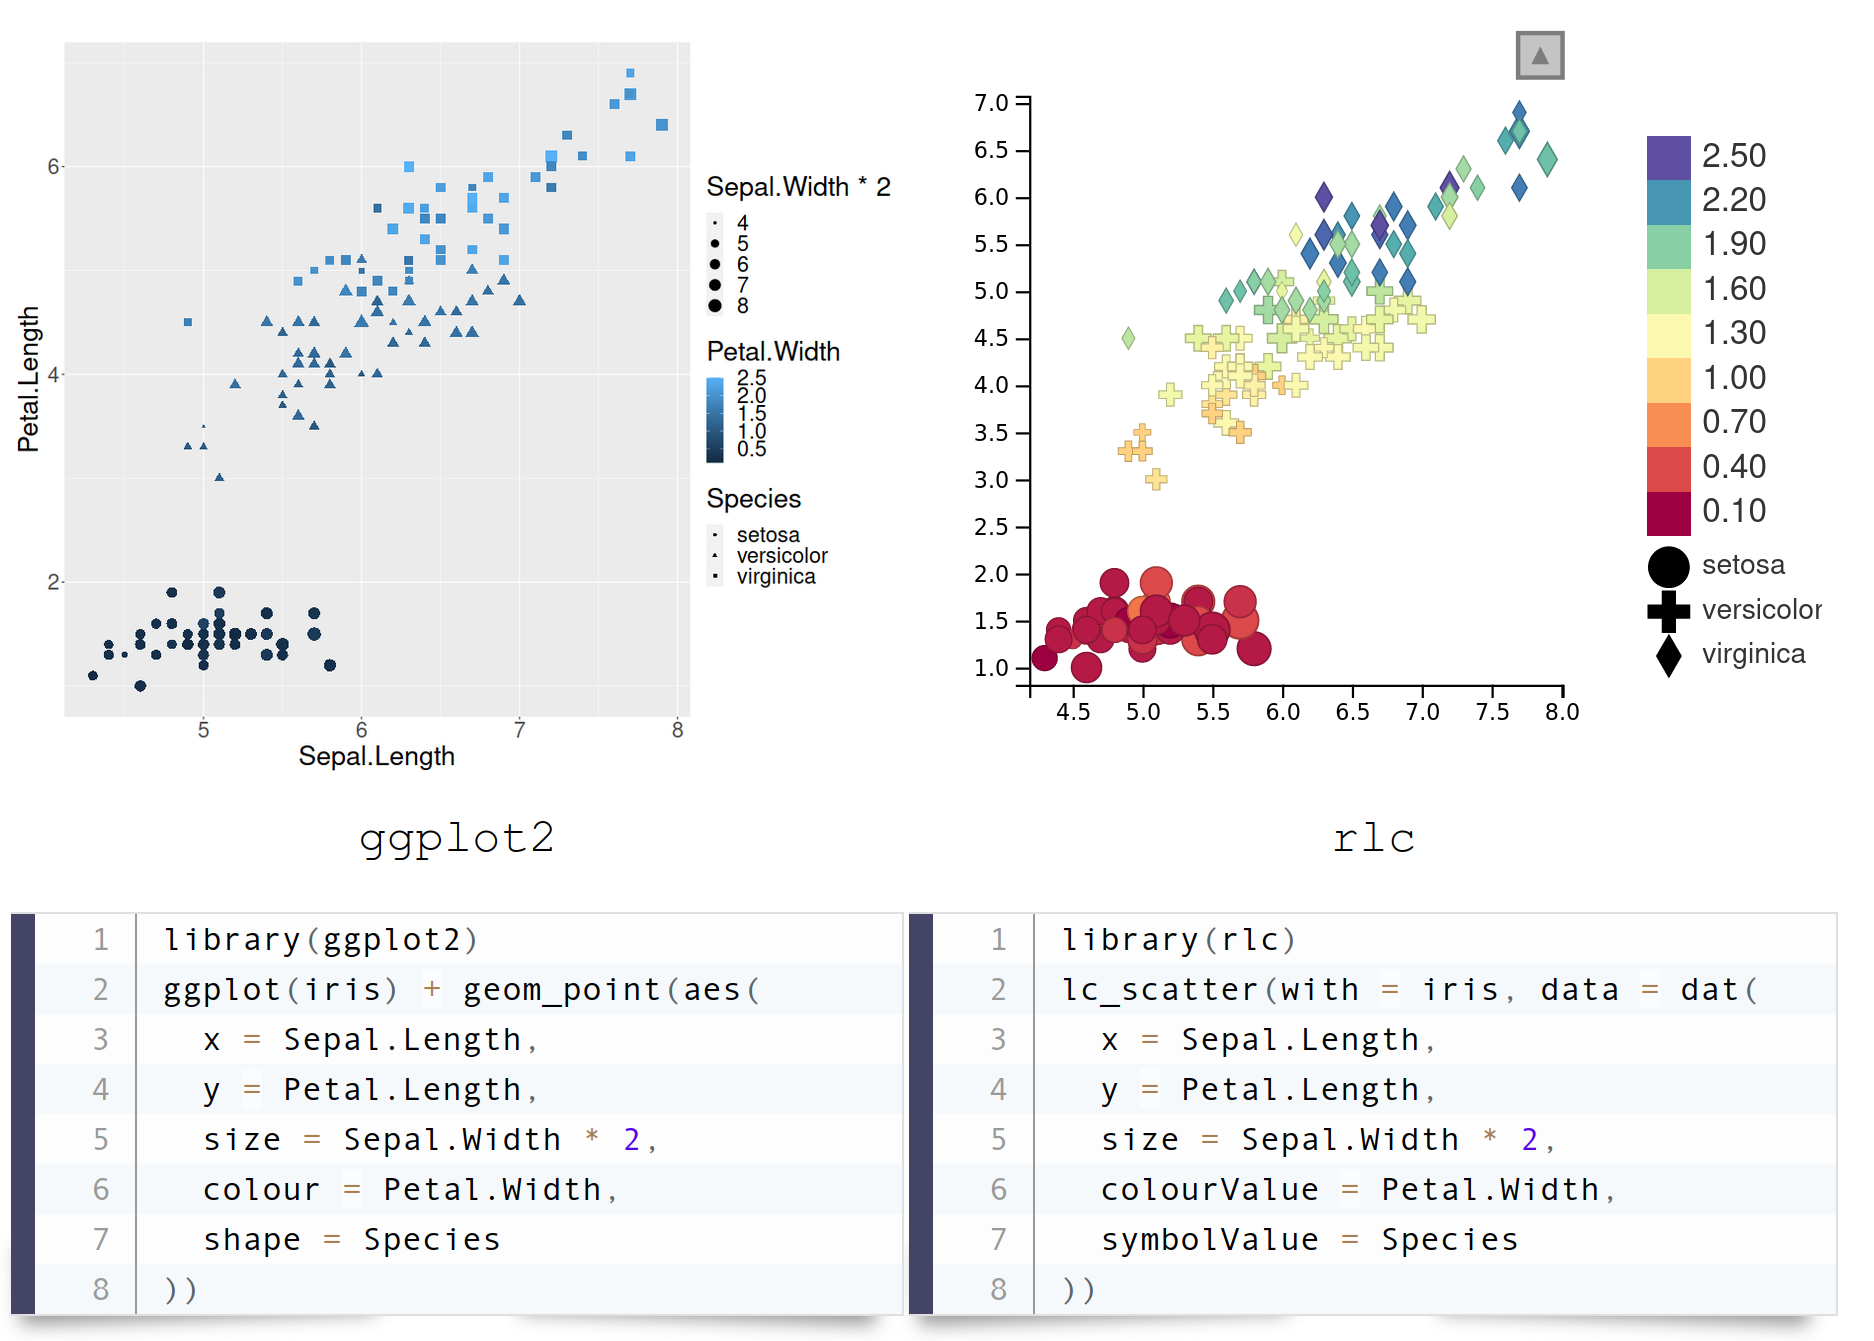 6
4
2
5 6 7 8
Sepal.Length
Petal.Length
Sepal.Width * 2
4
5
6
7
8
Petal.Width
2.5
2.0
1.5
1.0
0.5
Species
setosa
versicolor
virginica
▲
7.0
6.5
6.0
5.5
5.0
4.5
4.0
3.5
3.0
2.5
2.0
1.5
1.0
4.5 5.0 5.5 6.0 6.5 7.0 7.5 8.0
2.50
2.20
1.90
1.60
1.30
1.00
0.70
0.40
0.10
setosa
versicolor
virginica
ggplot2
rlc
1 library(ggplot2)
2 ggplot(iris) + geom_point(aes(
3 x = Sepal.Length,
4 y = Petal.Length,
5 size = Sepal.Width * 2,
6 colour = Petal.Width,
7 shape = Species
8 ))
1 library(rlc)
2 lc_scatter(with = iris, data = dat(
3 x = Sepal.Length,
4 y = Petal.Length,
5 size = Sepal.Width * 2,
6 colourValue = Petal.Width,
7 symbolValue = Species
8 ))